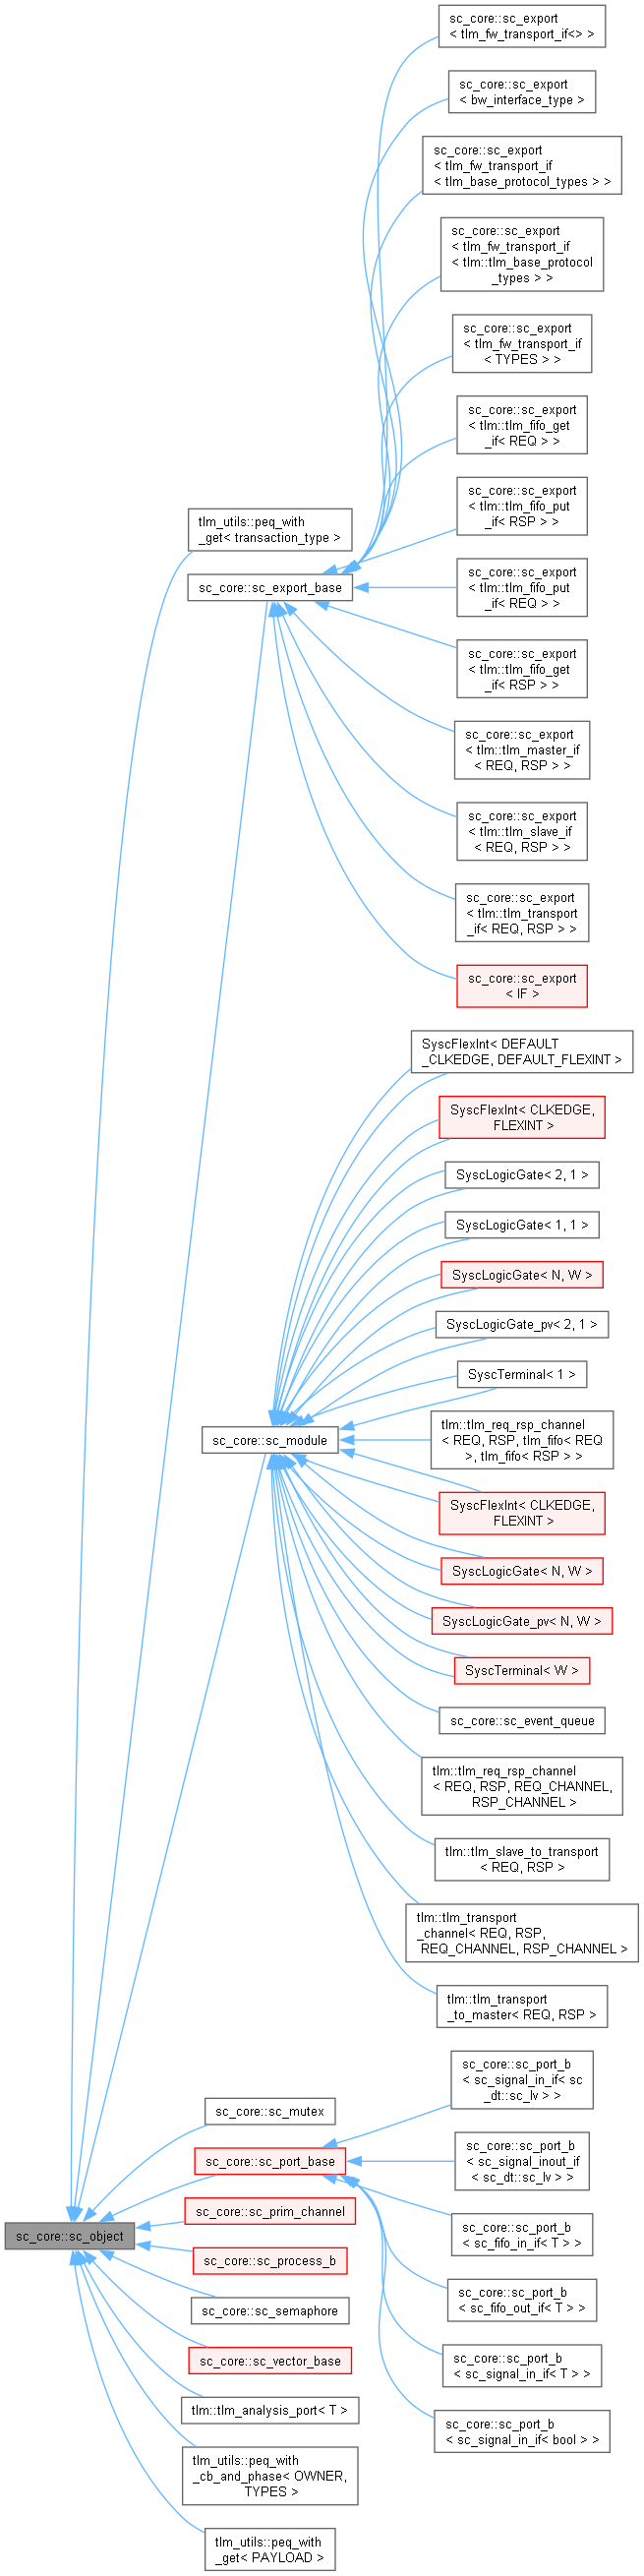 sc_core::sc_export
< tlm_fw_transport_if<> >
sc_core::sc_export
< bw_interface_type >
sc_core::sc_export
< tlm_fw_transport_if
< tlm_base_protocol_types > >
sc_core::sc_export
< tlm_fw_transport_if
< tlm::tlm_base_protocol
_types > >
sc_core::sc_export
< tlm_fw_transport_if
< TYPES > >
sc_core::sc_export
< tlm::tlm_fifo_get
_if< REQ > >
sc_core::sc_export
< tlm::tlm_fifo_put
_if< RSP > >
tlm_utils::peq_with
_get< transaction_type >
sc_core::sc_export_base
sc_core::sc_export
< tlm::tlm_fifo_put
_if< REQ > >
sc_core::sc_export
< tlm::tlm_fifo_get
_if< RSP > >
sc_core::sc_export
< tlm::tlm_master_if
< REQ, RSP > >
sc_core::sc_export
< tlm::tlm_slave_if
< REQ, RSP > >
sc_core::sc_export
< tlm::tlm_transport
_if< REQ, RSP > >
sc_core::sc_export
< IF >
SyscFlexInt< DEFAULT
_CLKEDGE, DEFAULT_FLEXINT >
SyscFlexInt< CLKEDGE,
FLEXINT >
SyscLogicGate< 2, 1 >
SyscLogicGate< 1, 1 >
SyscLogicGate< N, W >
SyscLogicGate_pv< 2, 1 >
SyscTerminal< 1 >
sc_core::sc_module
tlm::tlm_req_rsp_channel
< REQ, RSP, tlm_fifo< REQ
>, tlm_fifo< RSP > >
SyscFlexInt< CLKEDGE,
FLEXINT >
SyscLogicGate< N, W >
SyscLogicGate_pv< N, W >
SyscTerminal< W >
sc_core::sc_event_queue
tlm::tlm_req_rsp_channel
< REQ, RSP, REQ_CHANNEL,
RSP_CHANNEL >
tlm::tlm_slave_to_transport
< REQ, RSP >
tlm::tlm_transport
_channel< REQ, RSP,
REQ_CHANNEL, RSP_CHANNEL >
tlm::tlm_transport
_to_master< REQ, RSP >
sc_core::sc_port_b
< sc_signal_in_if< sc
_dt::sc_lv > >
sc_core::sc_mutex
sc_core::sc_port_base
sc_core::sc_port_b
< sc_signal_inout_if
< sc_dt::sc_lv > >
sc_core::sc_prim_channel
sc_core::sc_object
sc_core::sc_port_b
< sc_fifo_in_if< T > >
sc_core::sc_process_b
sc_core::sc_port_b
< sc_fifo_out_if< T > >
sc_core::sc_semaphore
sc_core::sc_vector_base
sc_core::sc_port_b
< sc_signal_in_if< T > >
tlm::tlm_analysis_port< T >
sc_core::sc_port_b
< sc_signal_in_if< bool > >
tlm_utils::peq_with
_cb_and_phase< OWNER,
TYPES >
tlm_utils::peq_with
_get< PAYLOAD >